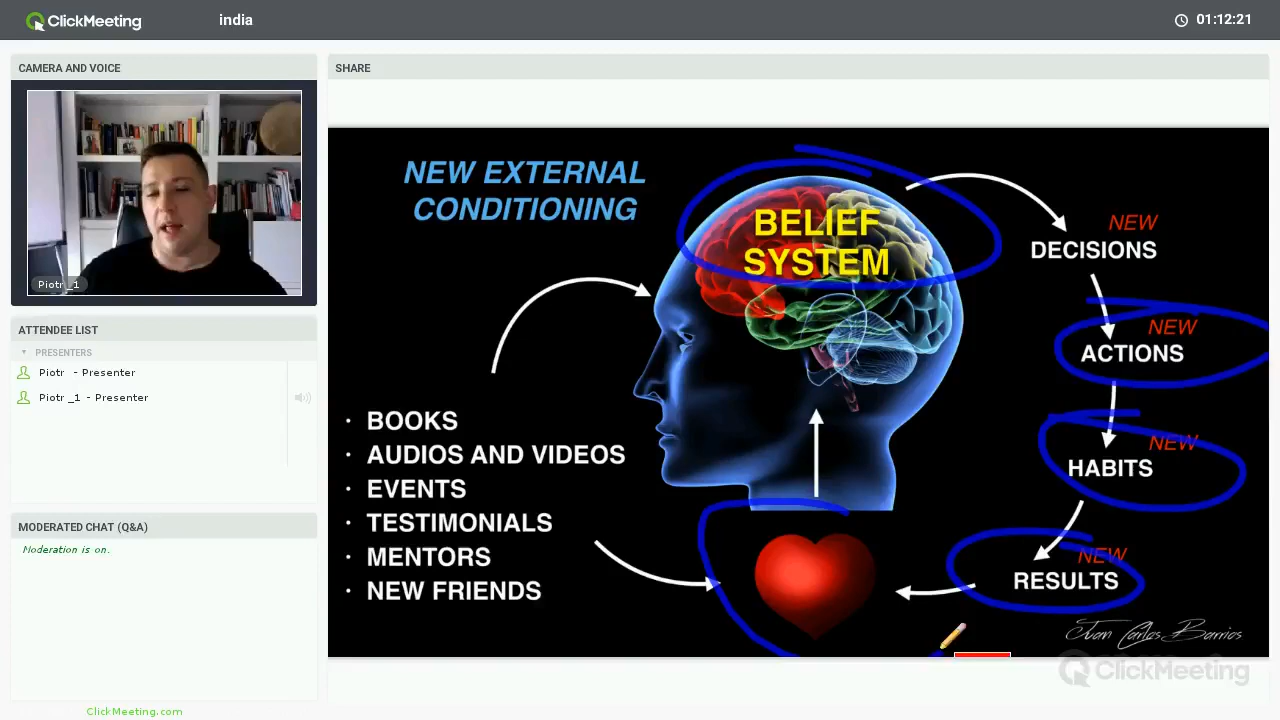 ClickMeeting
india
01:12:21
CAMERA AND VOICE
Piotr _1
ATTENDEE LIST
PRESENTERS
Piotr - Presenter
Piotr _1 - Presenter
MODERATED CHAT (Q&A)
Moderation is on.
ClickMeeting.com
SHARE
NEW EXTERNAL
CONDITIONING
BELIEF
SYSTEM
NEW
DECISIONS
NEW
ACTIONS
NEW
HABITS
NEW
RESULTS
· BOOKS
· AUDIOS AND VIDEOS
· EVENTS
· TESTIMONIALS
· MENTORS
· NEW FRIENDS
Juan Carlos Barrios
ClickMeeting